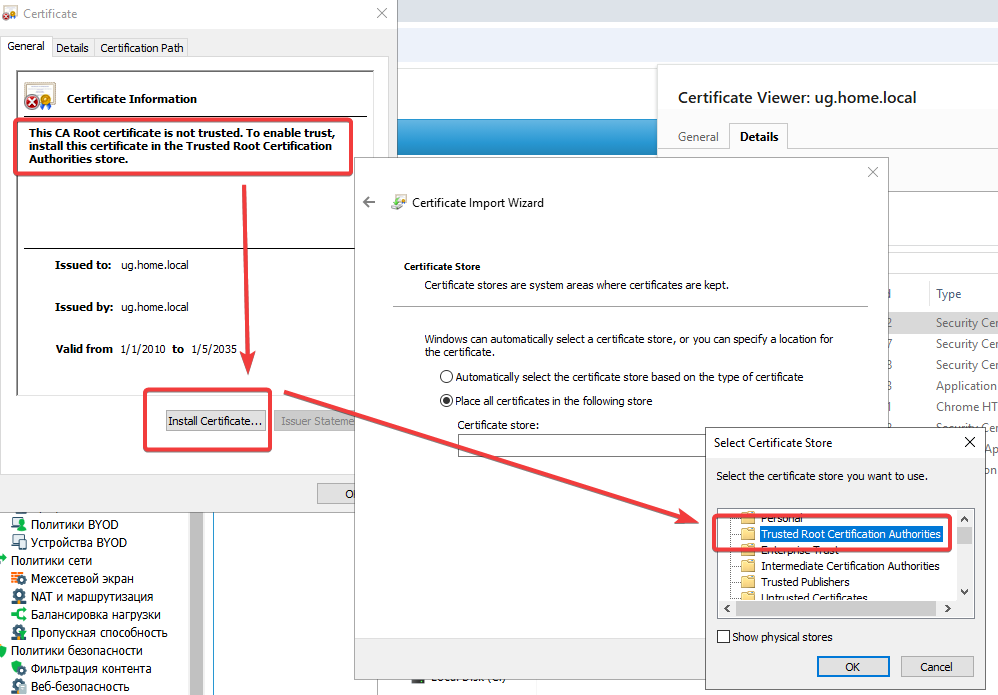 Certificate
General
Details
Certification Path
Certificate Information
This CA Root certificate is not trusted. To enable trust,
install this certificate in the Trusted Root Certification
Authorities store.
Issued to: ug.home.local
Issued by: ug.home.local
Valid from 1/1/2010 to 1/5/2035
Install Certificate...
Issuer Stateme
Certificate Viewer: ug.home.local
General
Details
Type
Security Cer
Security Cer
Security Cer
Application
Chrome HT
Security Cer
Certificate Import Wizard
Certificate Store
Certificate stores are system areas where certificates are kept.
Windows can automatically select a certificate store, or you can specify a location for
the certificate.
Automatically select the certificate store based on the type of certificate
Place all certificates in the following store
Certificate store:
Select Certificate Store
Select the certificate store you want to use.
Personal
Trusted Root Certification Authorities
Enterprise Trust
Intermediate Certification Authorities
Trusted Publishers
Untrusted Certificates
Show physical stores
OK
Cancel
Политики BYOD
Устройства BYOD
Политики сети
Межсетевой экран
NAT и маршрутизация
Балансировка нагрузки
Пропускная способность
Политики безопасности
Фильтрация контента
Веб-безопасность
Local Disk (C:)